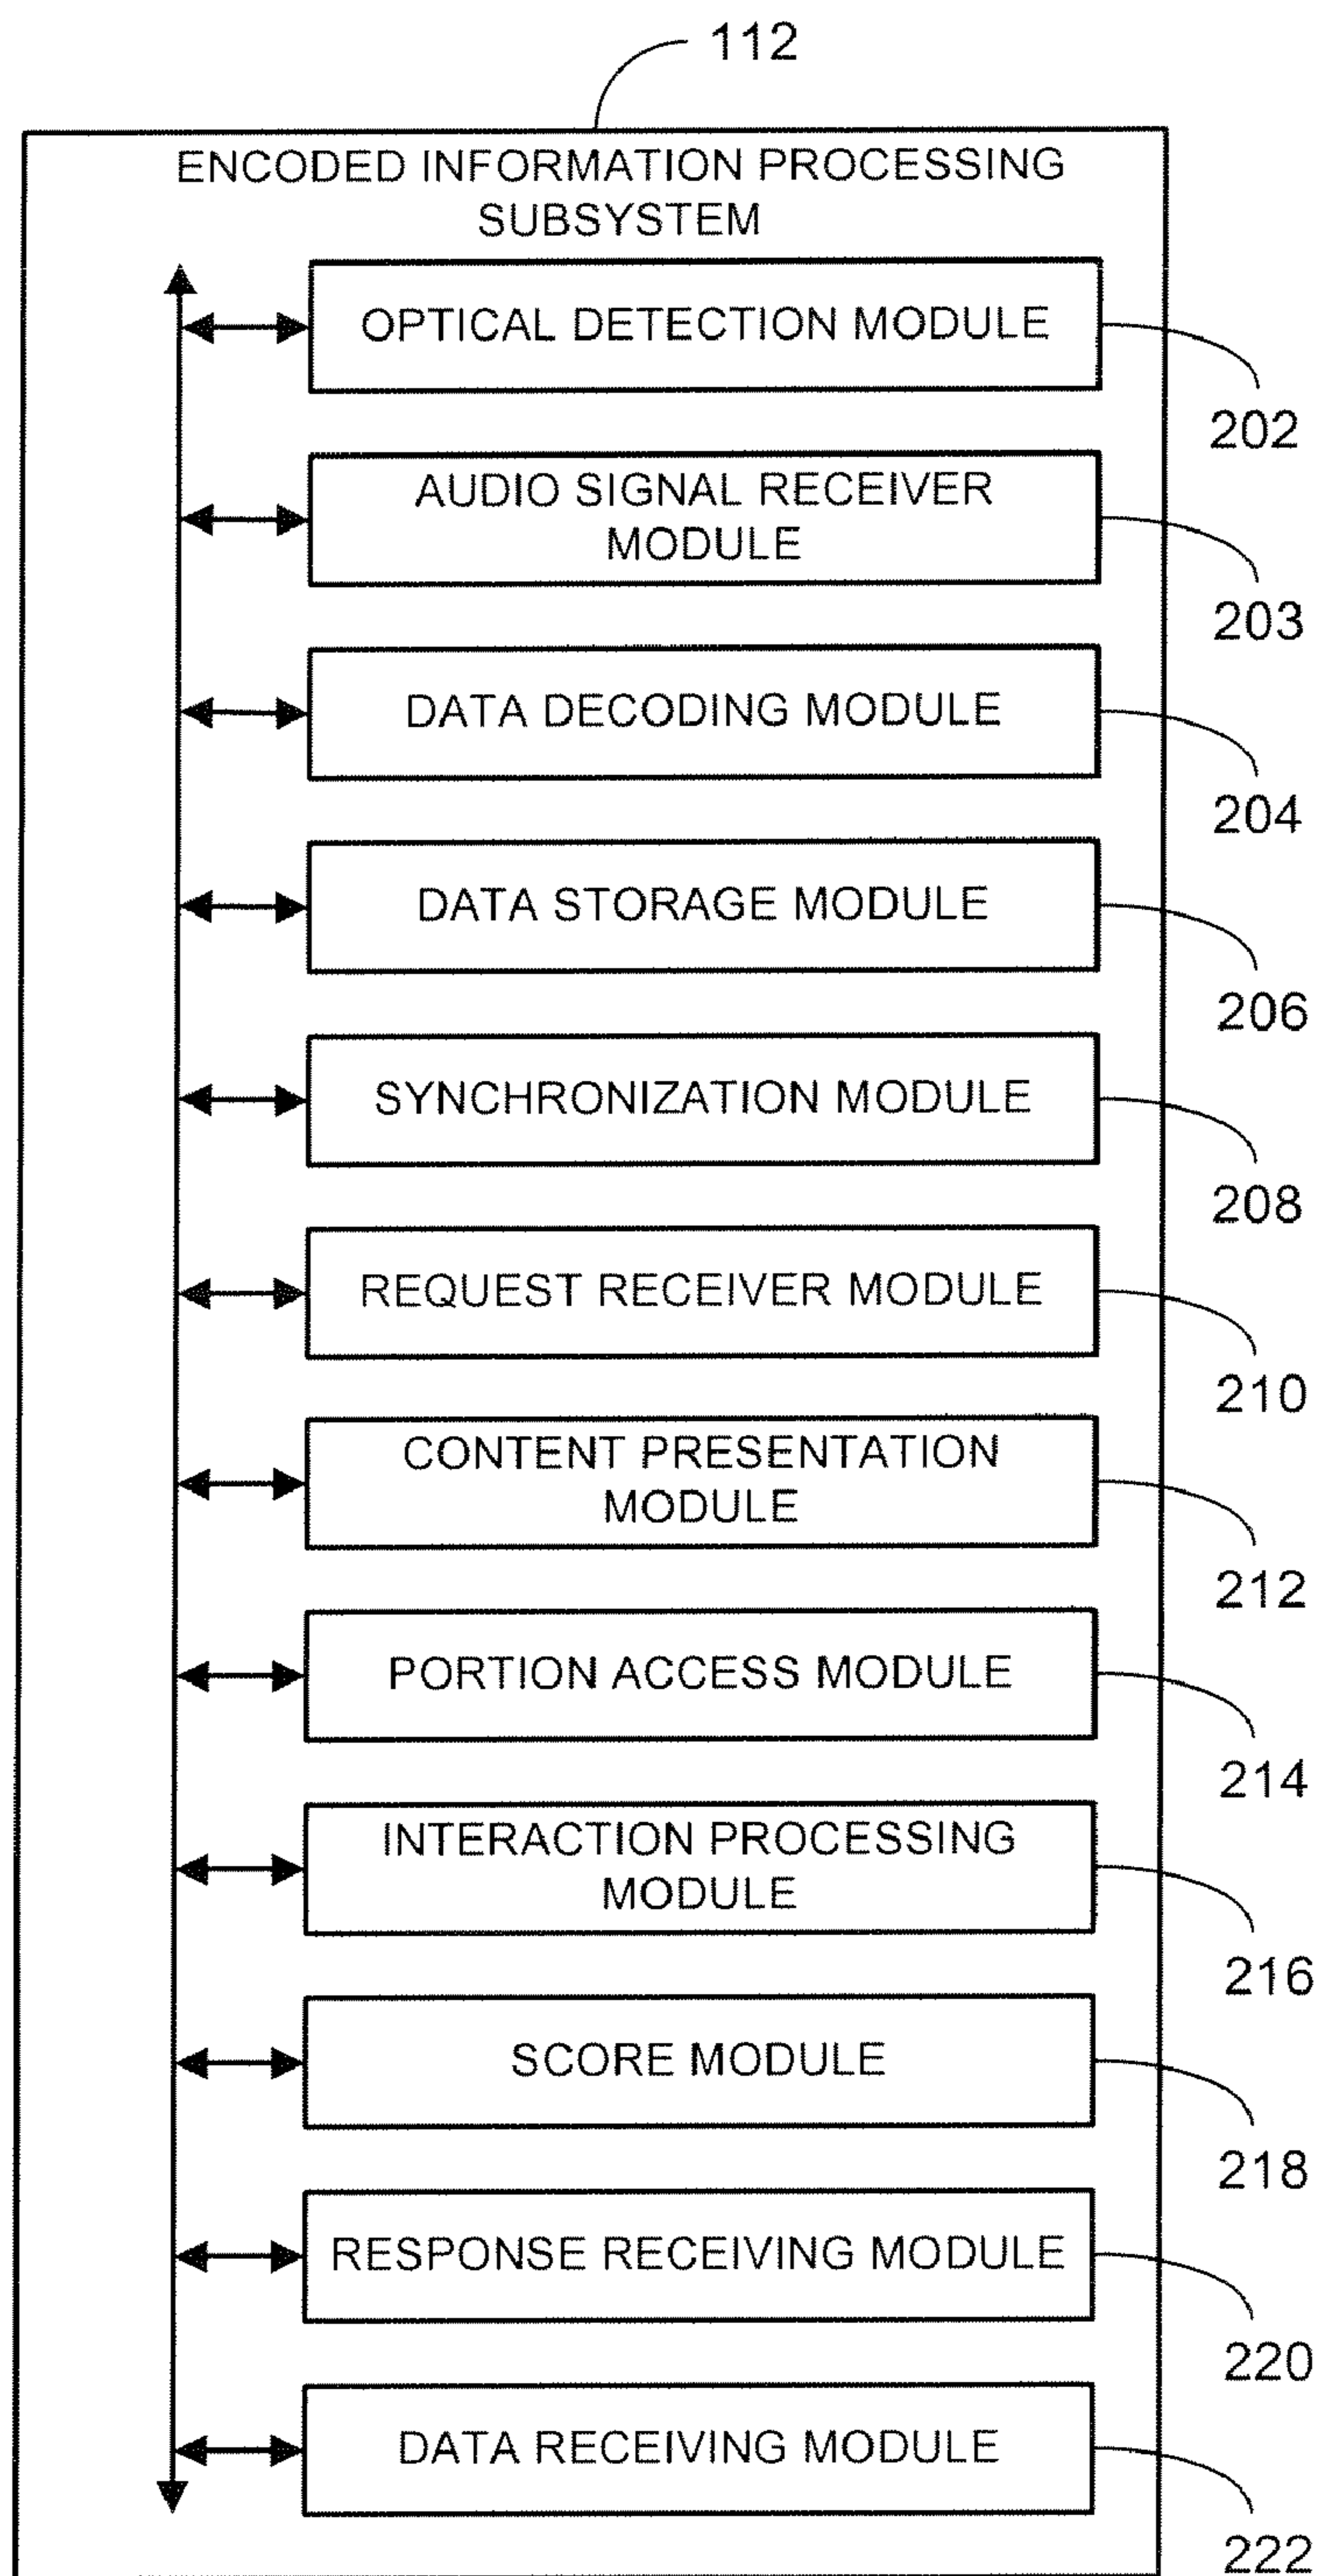 112
ENCODED INFORMATION PROCESSING
SUBSYSTEM
OPTICAL DETECTION MODULE
202
AUDIO SIGNAL RECEIVER
MODULE
203
DATA DECODING MODULE
204
DATA STORAGE MODULE
206
SYNCHRONIZATION MODULE
208
REQUEST RECEIVER MODULE
210
CONTENT PRESENTATION
MODULE
212
PORTION ACCESS MODULE
214
INTERACTION PROCESSING
MODULE
216
SCORE MODULE
218
RESPONSE RECEIVING MODULE
220
DATA RECEIVING MODULE
222